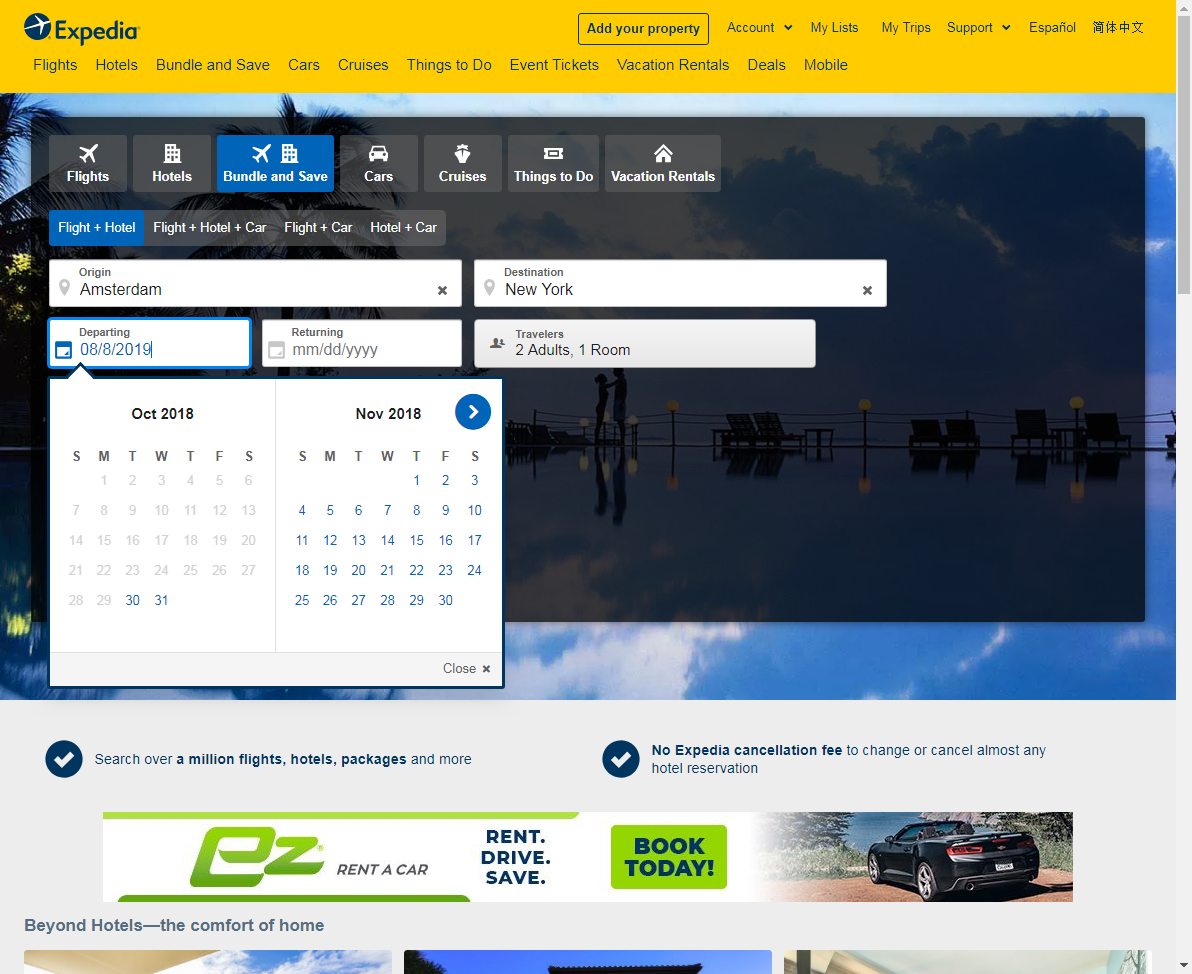 Expedia
Add your property
Account
My Lists
My Trips
Support
Español
简体中文
Flights Hotels Bundle and Save Cars Cruises Things to Do Event Tickets Vacation Rentals Deals Mobile
Flights Hotels Bundle and Save Cars Cruises Things to Do Vacation Rentals
Flight + Hotel Flight + Hotel + Car Flight + Car Hotel + Car
Origin
Amsterdam
Destination
New York
Departing
08/8/2019
Returning
mm/dd/yyyy
Travelers
2 Adults, 1 Room
Oct 2018
S M T W T F S
1 2 3 4 5 6
7 8 9 10 11 12 13
14 15 16 17 18 19 20
21 22 23 24 25 26 27
28 29 30 31
Nov 2018
S M T W T F S
1 2 3
4 5 6 7 8 9 10
11 12 13 14 15 16 17
18 19 20 21 22 23 24
25 26 27 28 29 30
Close
Search over a million flights, hotels, packages and more
No Expedia cancellation fee to change or cancel almost any
hotel reservation
ez RENT A CAR
RENT.
DRIVE.
SAVE.
BOOK
TODAY!
Beyond Hotels—the comfort of home